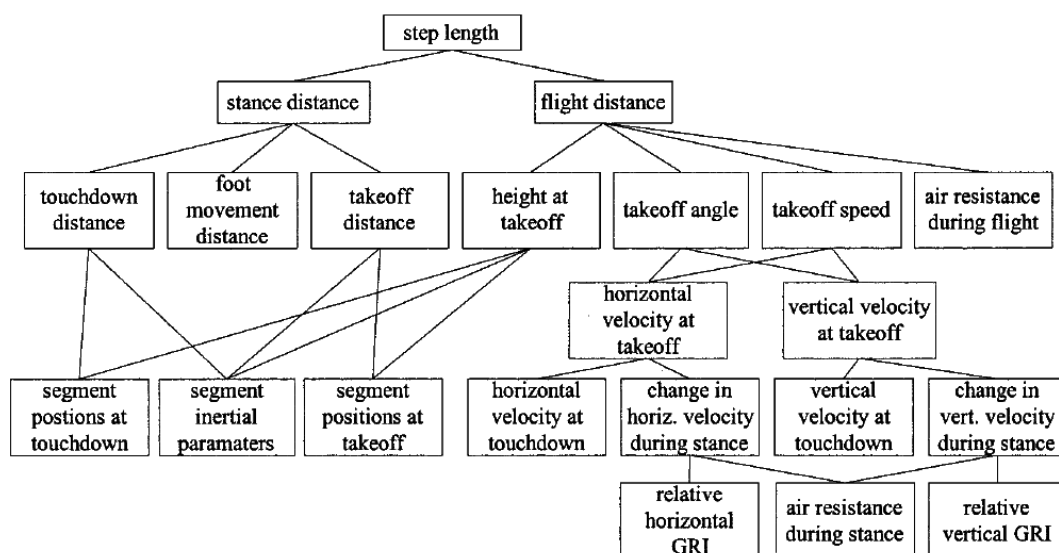 step length
stance distance
flight distance
touchdown
distance
foot
movement
distance
takeoff
distance
height at
takeoff
takeoff angle
takeoff speed
air resistance
during flight
horizontal
velocity at
takeoff
vertical velocity
at takeoff
segment
postions at
touchdown
segment
inertial
paramaters
segment
positions at
takeoff
horizontal
velocity at
touchdown
change in
horiz. velocity
during stance
vertical
velocity at
touchdown
change in
vert. velocity
during stance
relative
horizontal
GRI
air resistance
during stance
relative
vertical GRI